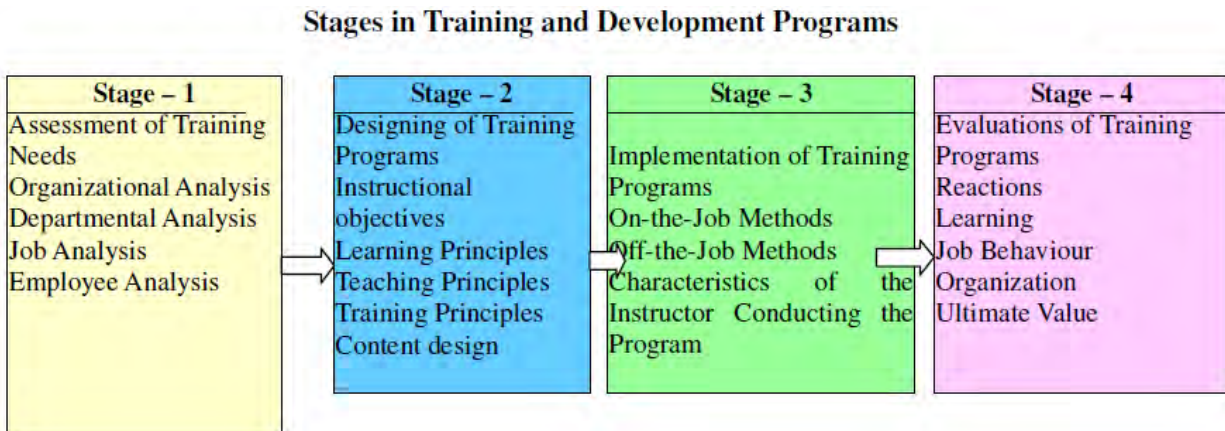 Stages in Training and Development Programs
Stage – 1
Assessment of Training
Needs
Organizational Analysis
Departmental Analysis
Job Analysis
Employee Analysis
Stage – 2
Designing of Training
Programs
Instructional
objectives
Learning Principles
Teaching Principles
Training Principles
Content design
Stage – 3
Implementation of Training
Programs
On-the-Job Methods
Off-the-Job Methods
Characteristics of the
Instructor Conducting the
Program
Stage – 4
Evaluations of Training
Programs
Reactions
Learning
Job Behaviour
Organization
Ultimate Value